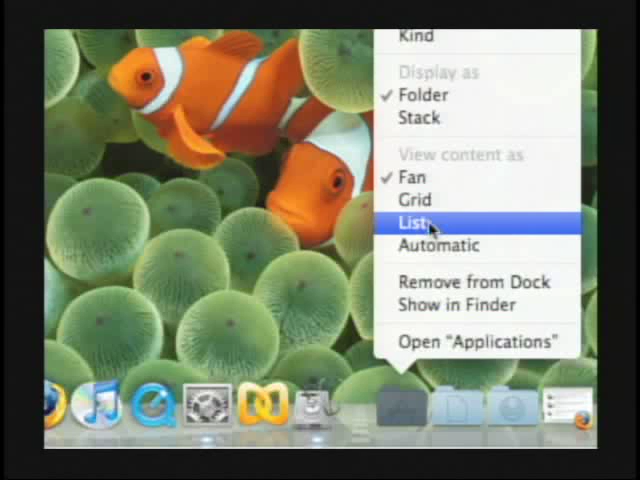 Kind
Display as
Folder
Stack
View content as
Fan
Grid
List
Automatic
Remove from Dock
Show in Finder
Open “Applications”